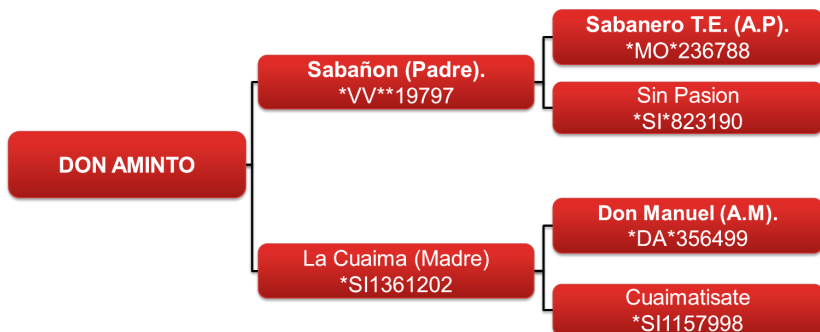 DON AMINTO
Sabañon (Padre).
*VV**19797
Sabanero T.E. (A.P).
*MO*236788
Sin Pasion
*SI*823190
La Cuaima (Madre)
*SI1361202
Don Manuel (A.M).
*DA*356499
Cuaimatisate
*SI1157998